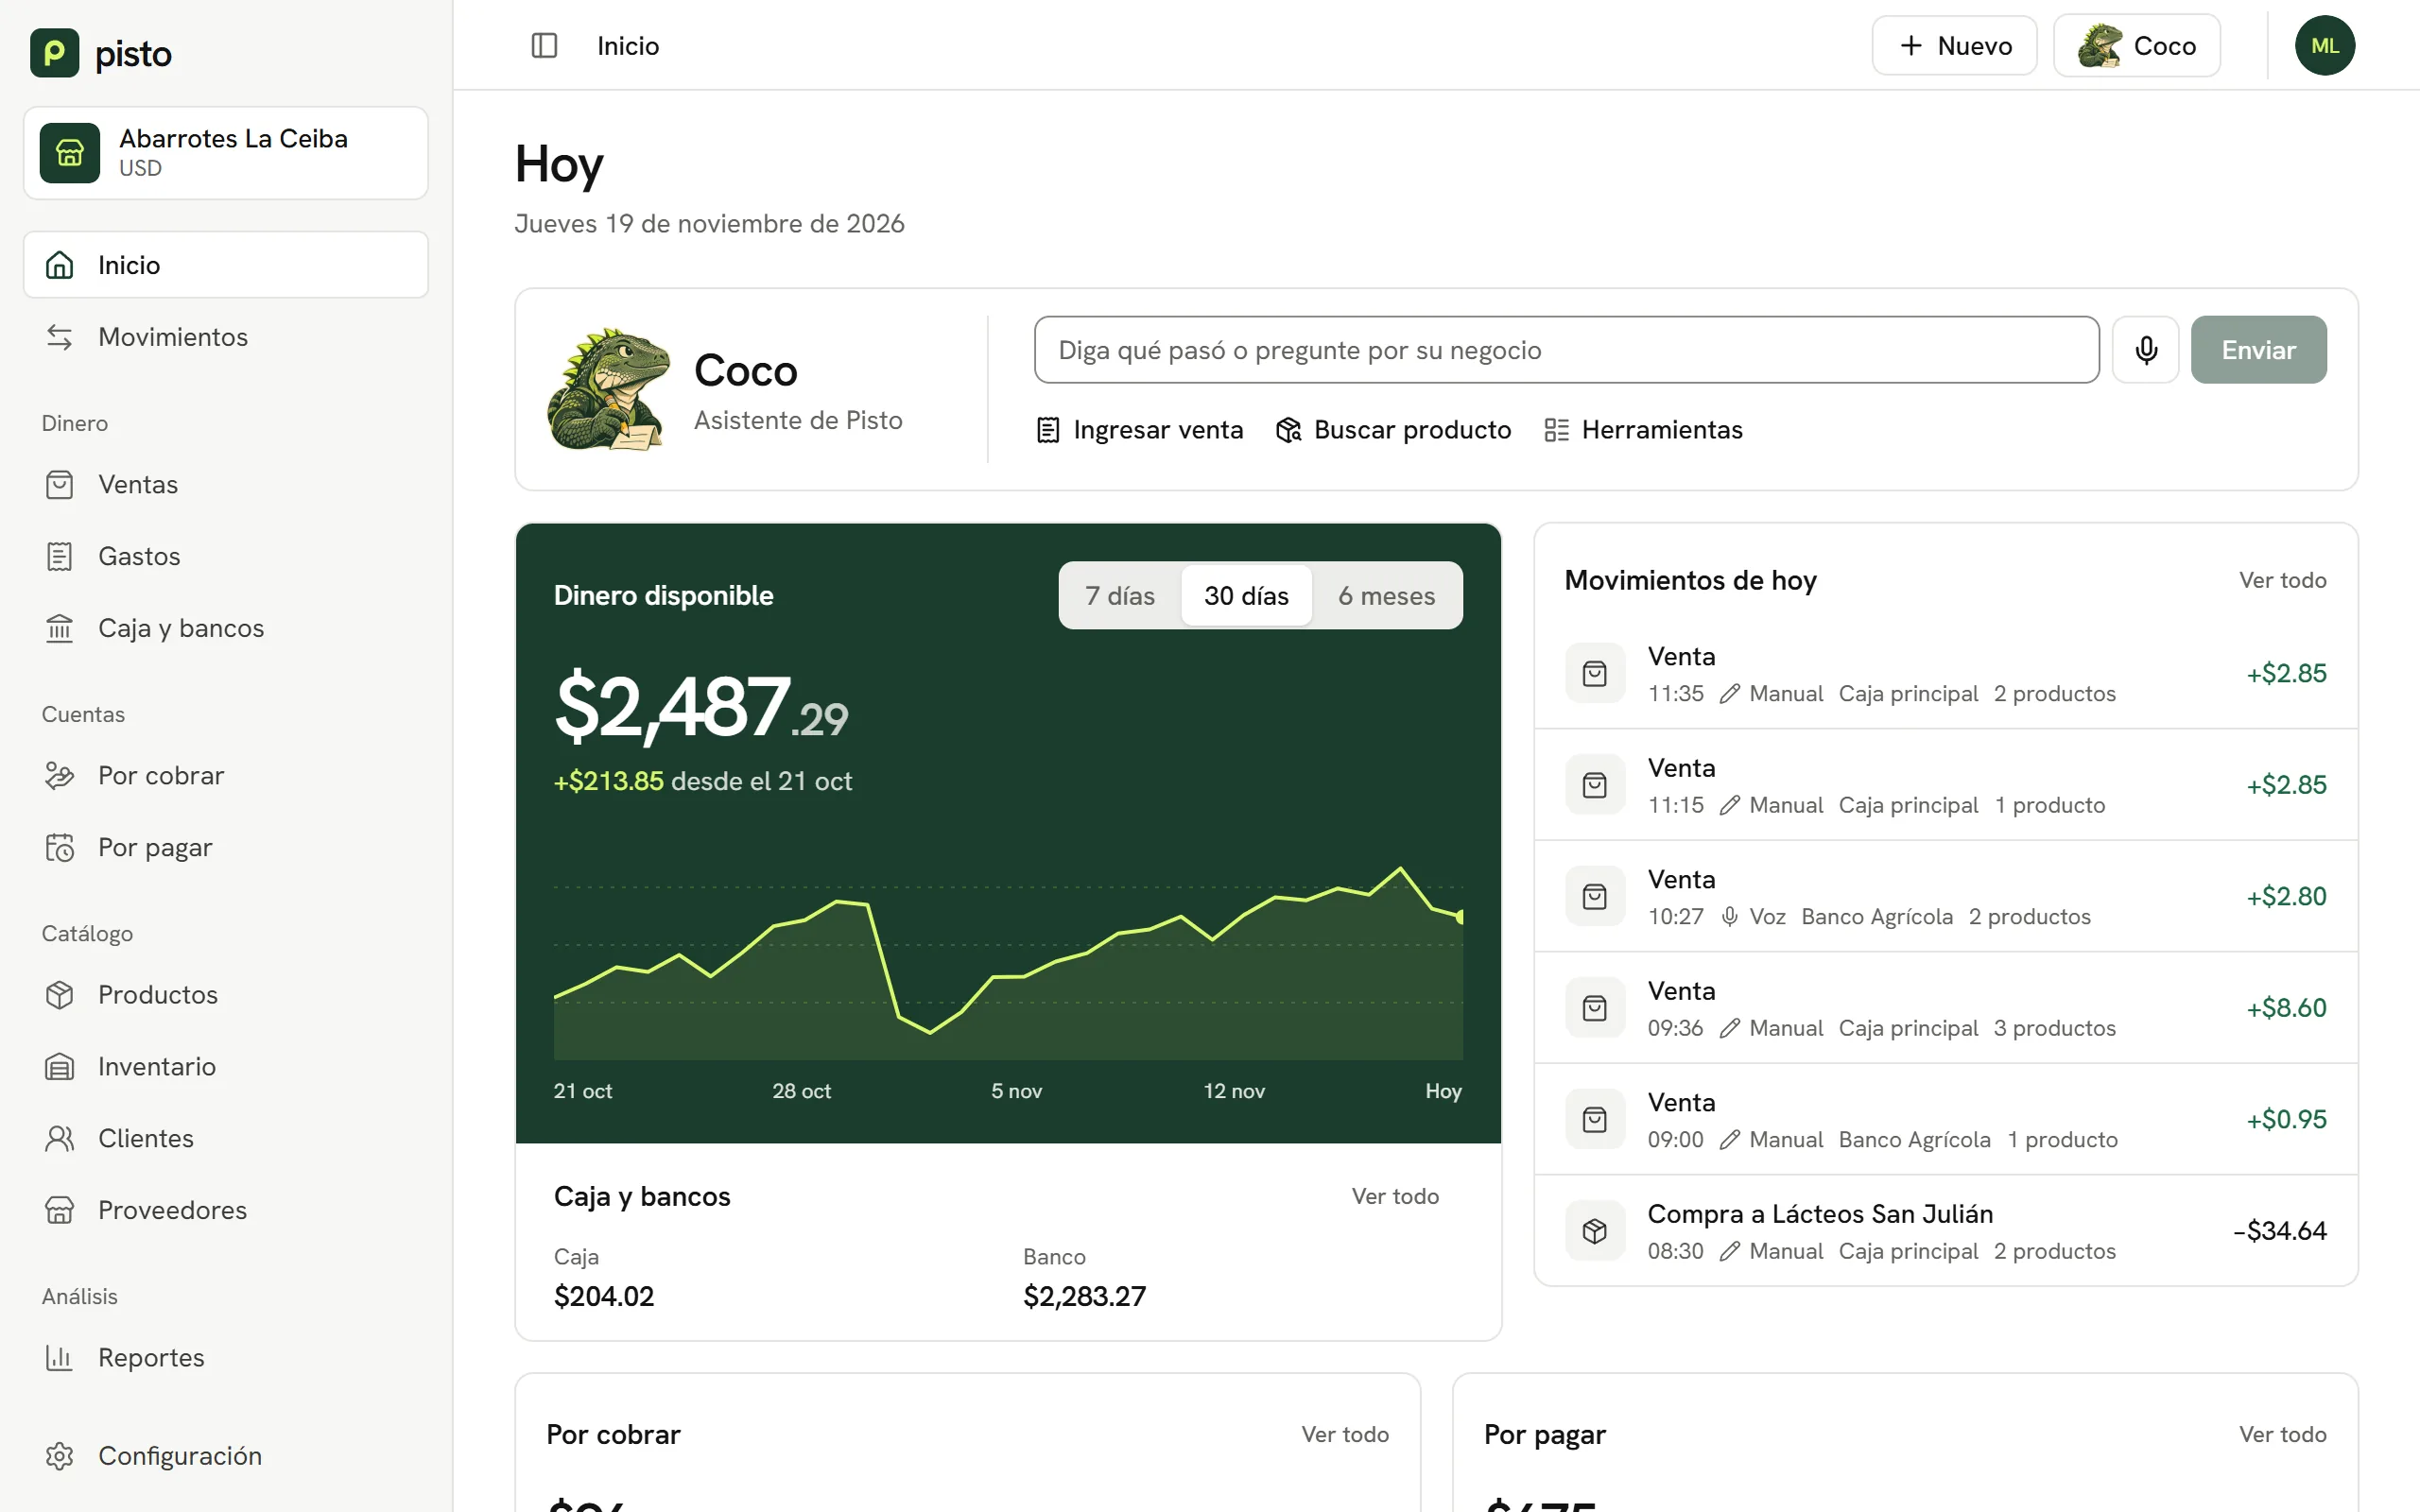 pisto
Abarrotes La Ceiba
USD
Inicio
Movimientos
Dinero
Ventas
Gastos
Caja y bancos
Cuentas
Por cobrar
Por pagar
Catálogo
Productos
Inventario
Clientes
Proveedores
Análisis
Reportes
Configuración
Inicio
Nuevo
Coco
ML
Hoy
Jueves 19 de noviembre de 2026
Coco
Asistente de Pisto
Diga qué pasó o pregunte por su negocio
Enviar
Ingresar venta Buscar producto Herramientas
Dinero disponible
7 días 30 días 6 meses
$2,487.29
+$213.85 desde el 21 oct
21 oct 28 oct 5 nov 12 nov Hoy
Caja y bancos Ver todo
Caja Banco
$204.02 $2,283.27
Movimientos de hoy Ver todo
Venta
11:35 Manual Caja principal 2 productos
+$2.85
Venta
11:15 Manual Caja principal 1 producto
+$2.85
Venta
10:27 Voz Banco Agrícola 2 productos
+$2.80
Venta
09:36 Manual Caja principal 3 productos
+$8.60
Venta
09:00 Manual Banco Agrícola 1 producto
+$0.95
Compra a Lácteos San Julián
08:30 Manual Caja principal 2 productos
−$34.64
Por cobrar Ver todo
Por pagar Ver todo